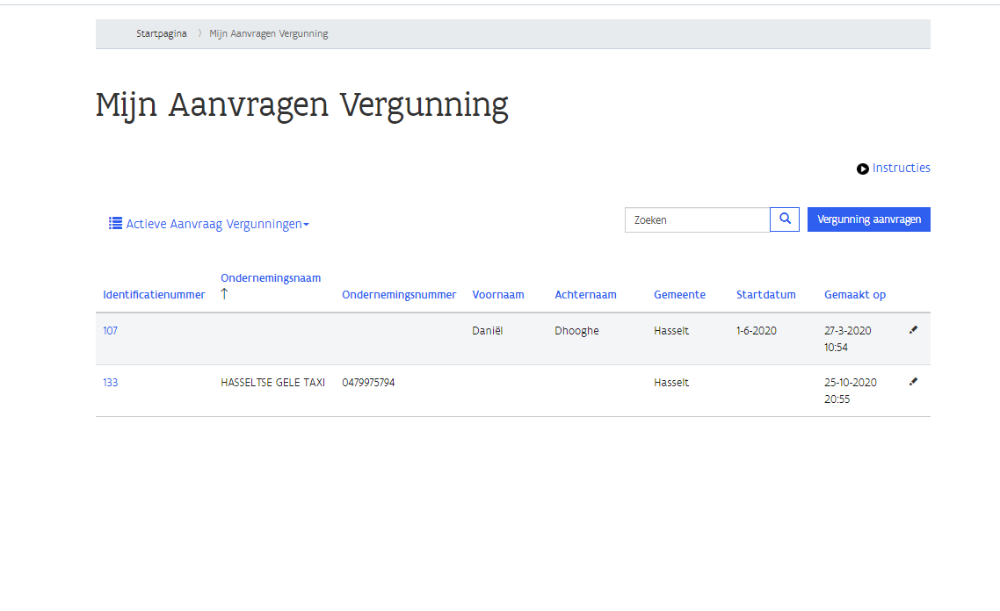 Startpagina > Mijn Aanvragen Vergunning
Mijn Aanvragen Vergunning
Instructies
Actieve Aanvraag Vergunningen
Zoeken
Vergunning aanvragen
Identificatienummer Ondernemingsnaam ↑ Ondernemingsnummer Voornaam Achternaam Gemeente Startdatum Gemaakt op
107 Daniël Dhooghe Hasselt 1-6-2020 27-3-2020
10:54
133 HASSELTSE GELE TAXI 0479975794 Hasselt 25-10-2020
20:55